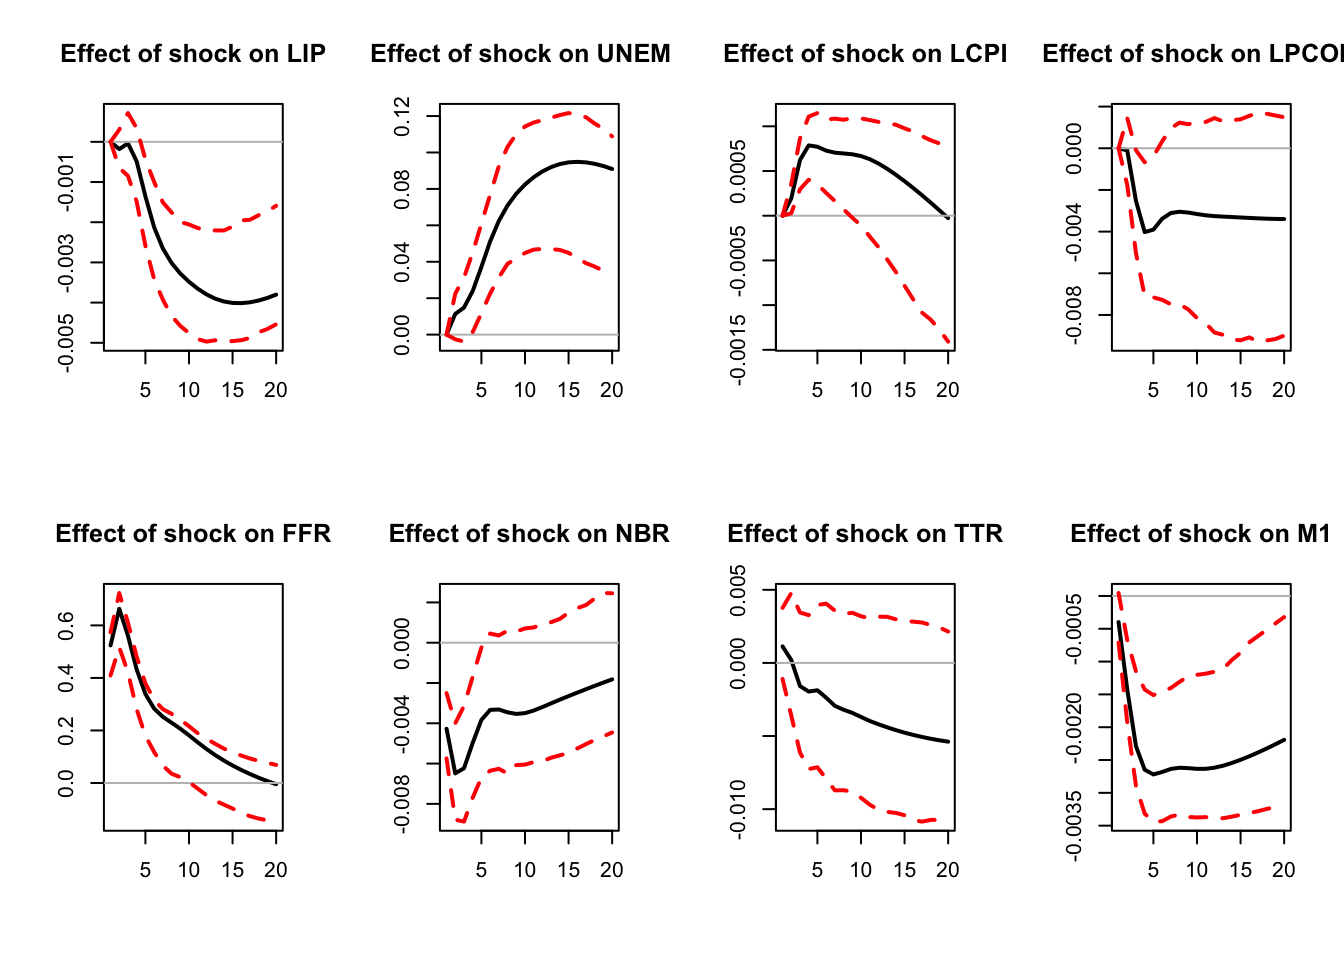 Effect of shock on LIP
-0.001
-0.003
-0.005
5 10 15 20
Effect of shock on UNEM
0.12
0.08
0.04
0.00
5 10 15 20
Effect of shock on LCPI
0.0005
-0.0005
-0.0015
5 10 15 20
Effect of shock on LPCO
0.000
-0.004
-0.008
5 10 15 20
Effect of shock on FFR
0.6
0.4
0.2
0.0
5 10 15 20
Effect of shock on NBR
0.000
-0.004
-0.008
5 10 15 20
Effect of shock on TTR
0.005
0.000
-0.010
5 10 15 20
Effect of shock on M1
-0.0005
-0.0020
-0.0035
5 10 15 20